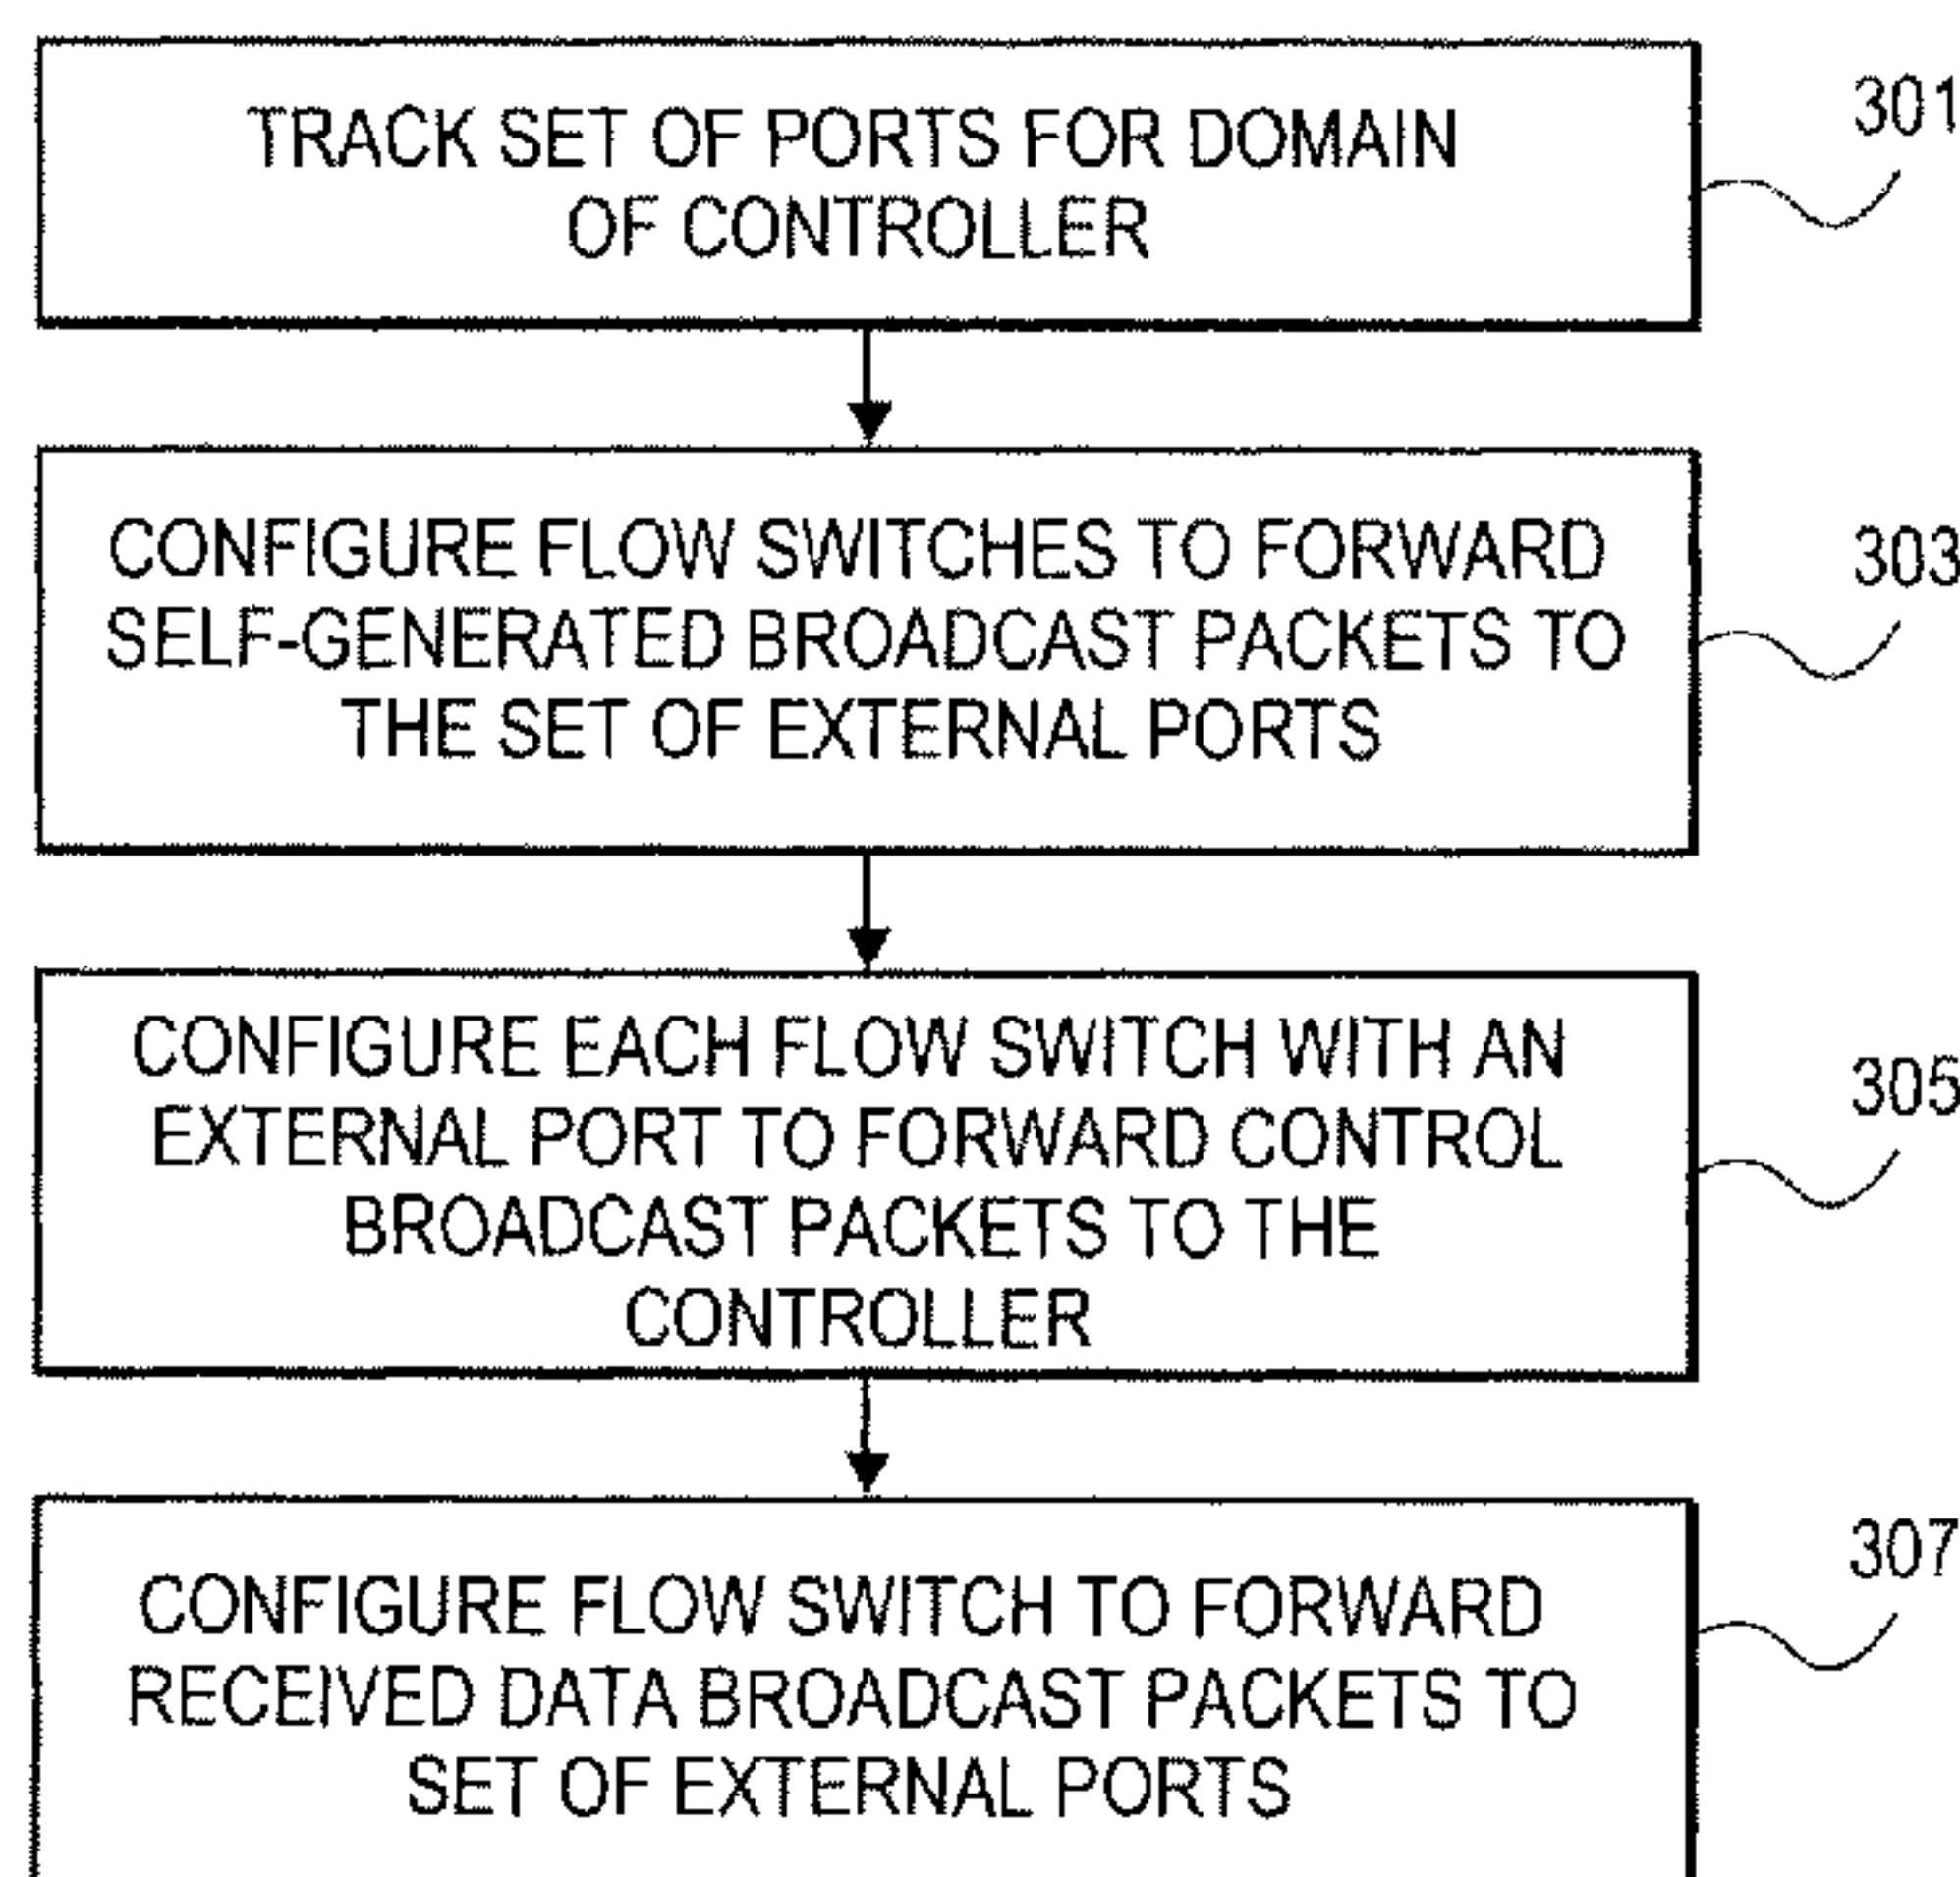 TRACK SET OF PORTS FOR DOMAIN
OF CONTROLLER
301
CONFIGURE FLOW SWITCHES TO FORWARD
SELF-GENERATED BROADCAST PACKETS TO
THE SET OF EXTERNAL PORTS
303
CONFIGURE EACH FLOW SWITCH WITH AN
EXTERNAL PORT TO FORWARD CONTROL
BROADCAST PACKETS TO THE
CONTROLLER
305
CONFIGURE FLOW SWITCH TO FORWARD
RECEIVED DATA BROADCAST PACKETS TO
SET OF EXTERNAL PORTS
307